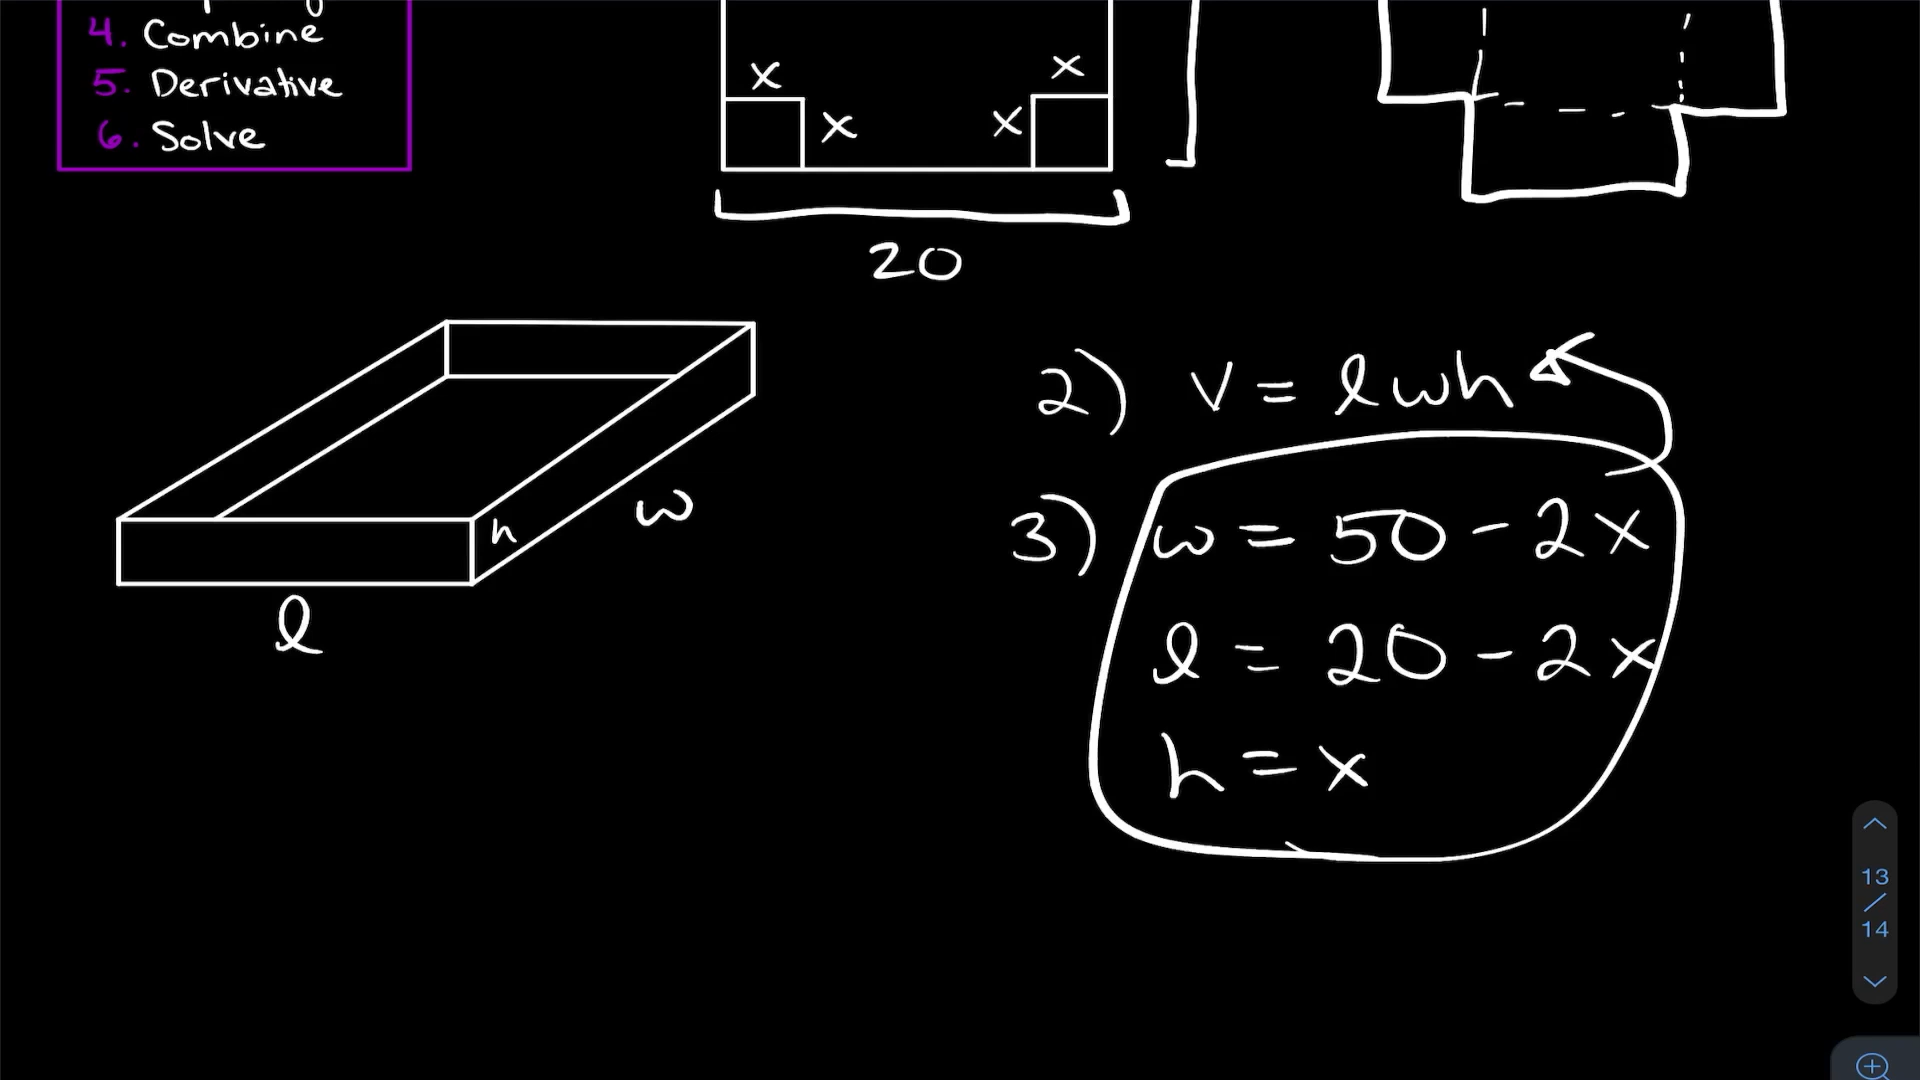 4. Combine
5. Derivative
6. Solve
x
x
x
x
20
h
w
l
2) V = lwh
3) w = 50 - 2x
l = 20 - 2x
h = x
13
/
14